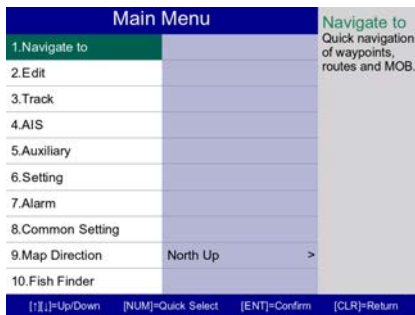 Main Menu
Navigate to
Quick navigation
of waypoints,
routes and MOB.
1.Navigate to
2.Edit
3.Track
4.AIS
5.Auxiliary
6.Setting
7.Alarm
8.Common Setting
9.Map Direction North Up >
10.Fish Finder
[↑][↓]=Up/Down [NUM]=Quick Select [ENT]=Confirm [CLR]=Return